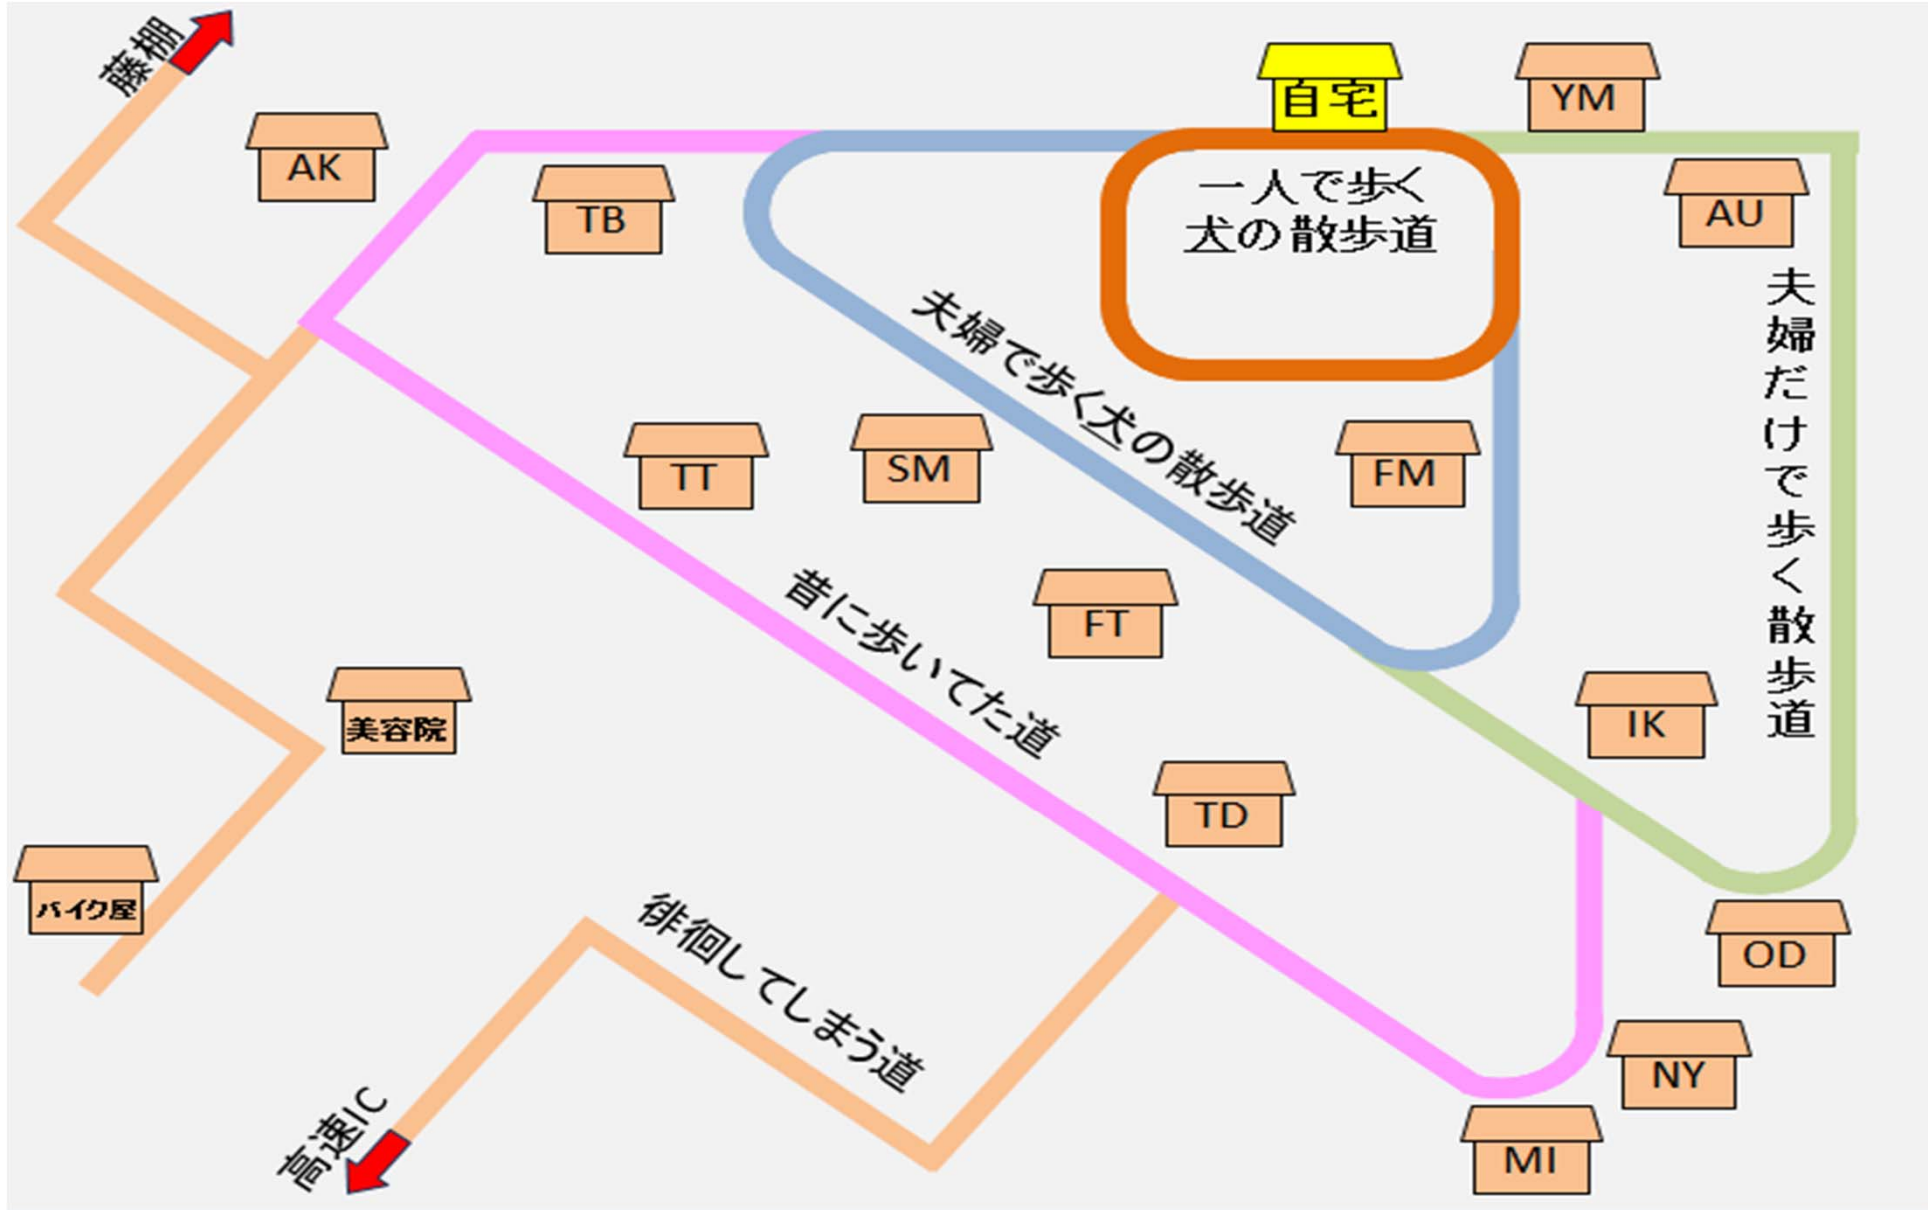 藤棚
自宅
YM
AK
TB
一人で歩く
犬の散歩道
AU
夫婦で歩く犬の散歩道
夫婦だけで歩く散歩道
TT
SM
FM
昔に歩いてた道
FT
美容院
IK
TD
バイク屋
徘徊してしまう道
OD
NY
高速IC
MI